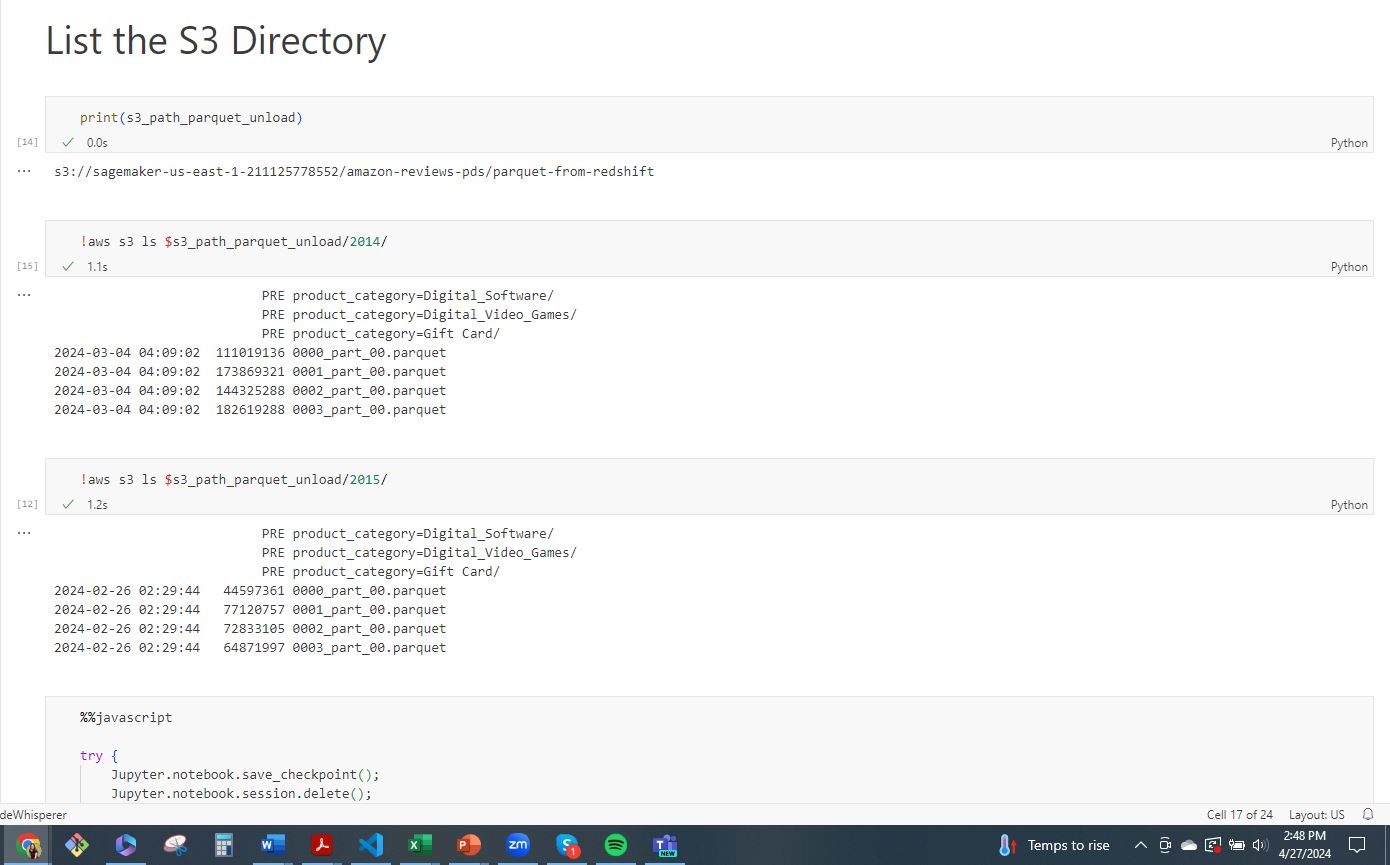 List the S3 Directory
print(s3_path_parquet_unload)
[14]
0.0s
Python
...
s3://sagemaker-us-east-1-211125778552/amazon-reviews-pds/parquet-from-redshift
!aws s3 ls $s3_path_parquet_unload/2014/
[15]
1.1s
Python
...
PRE product_category=Digital_Software/
PRE product_category=Digital_Video_Games/
PRE product_category=Gift Card/
2024-03-04 04:09:02  111019136 0000_part_00.parquet
2024-03-04 04:09:02  173869321 0001_part_00.parquet
2024-03-04 04:09:02  144325288 0002_part_00.parquet
2024-03-04 04:09:02  182619288 0003_part_00.parquet
!aws s3 ls $s3_path_parquet_unload/2015/
[12]
1.2s
Python
...
PRE product_category=Digital_Software/
PRE product_category=Digital_Video_Games/
PRE product_category=Gift Card/
2024-02-26 02:29:44   44597361 0000_part_00.parquet
2024-02-26 02:29:44   77120757 0001_part_00.parquet
2024-02-26 02:29:44   72833105 0002_part_00.parquet
2024-02-26 02:29:44   64871997 0003_part_00.parquet
%%javascript
try {
    Jupyter.notebook.save_checkpoint();
    Jupyter.notebook.session.delete();
deWhisperer
Cell 17 of 24
Layout: US
W
X
P
zm
S
1
T
NEW
Temps to rise
2:48 PM
4/27/2024